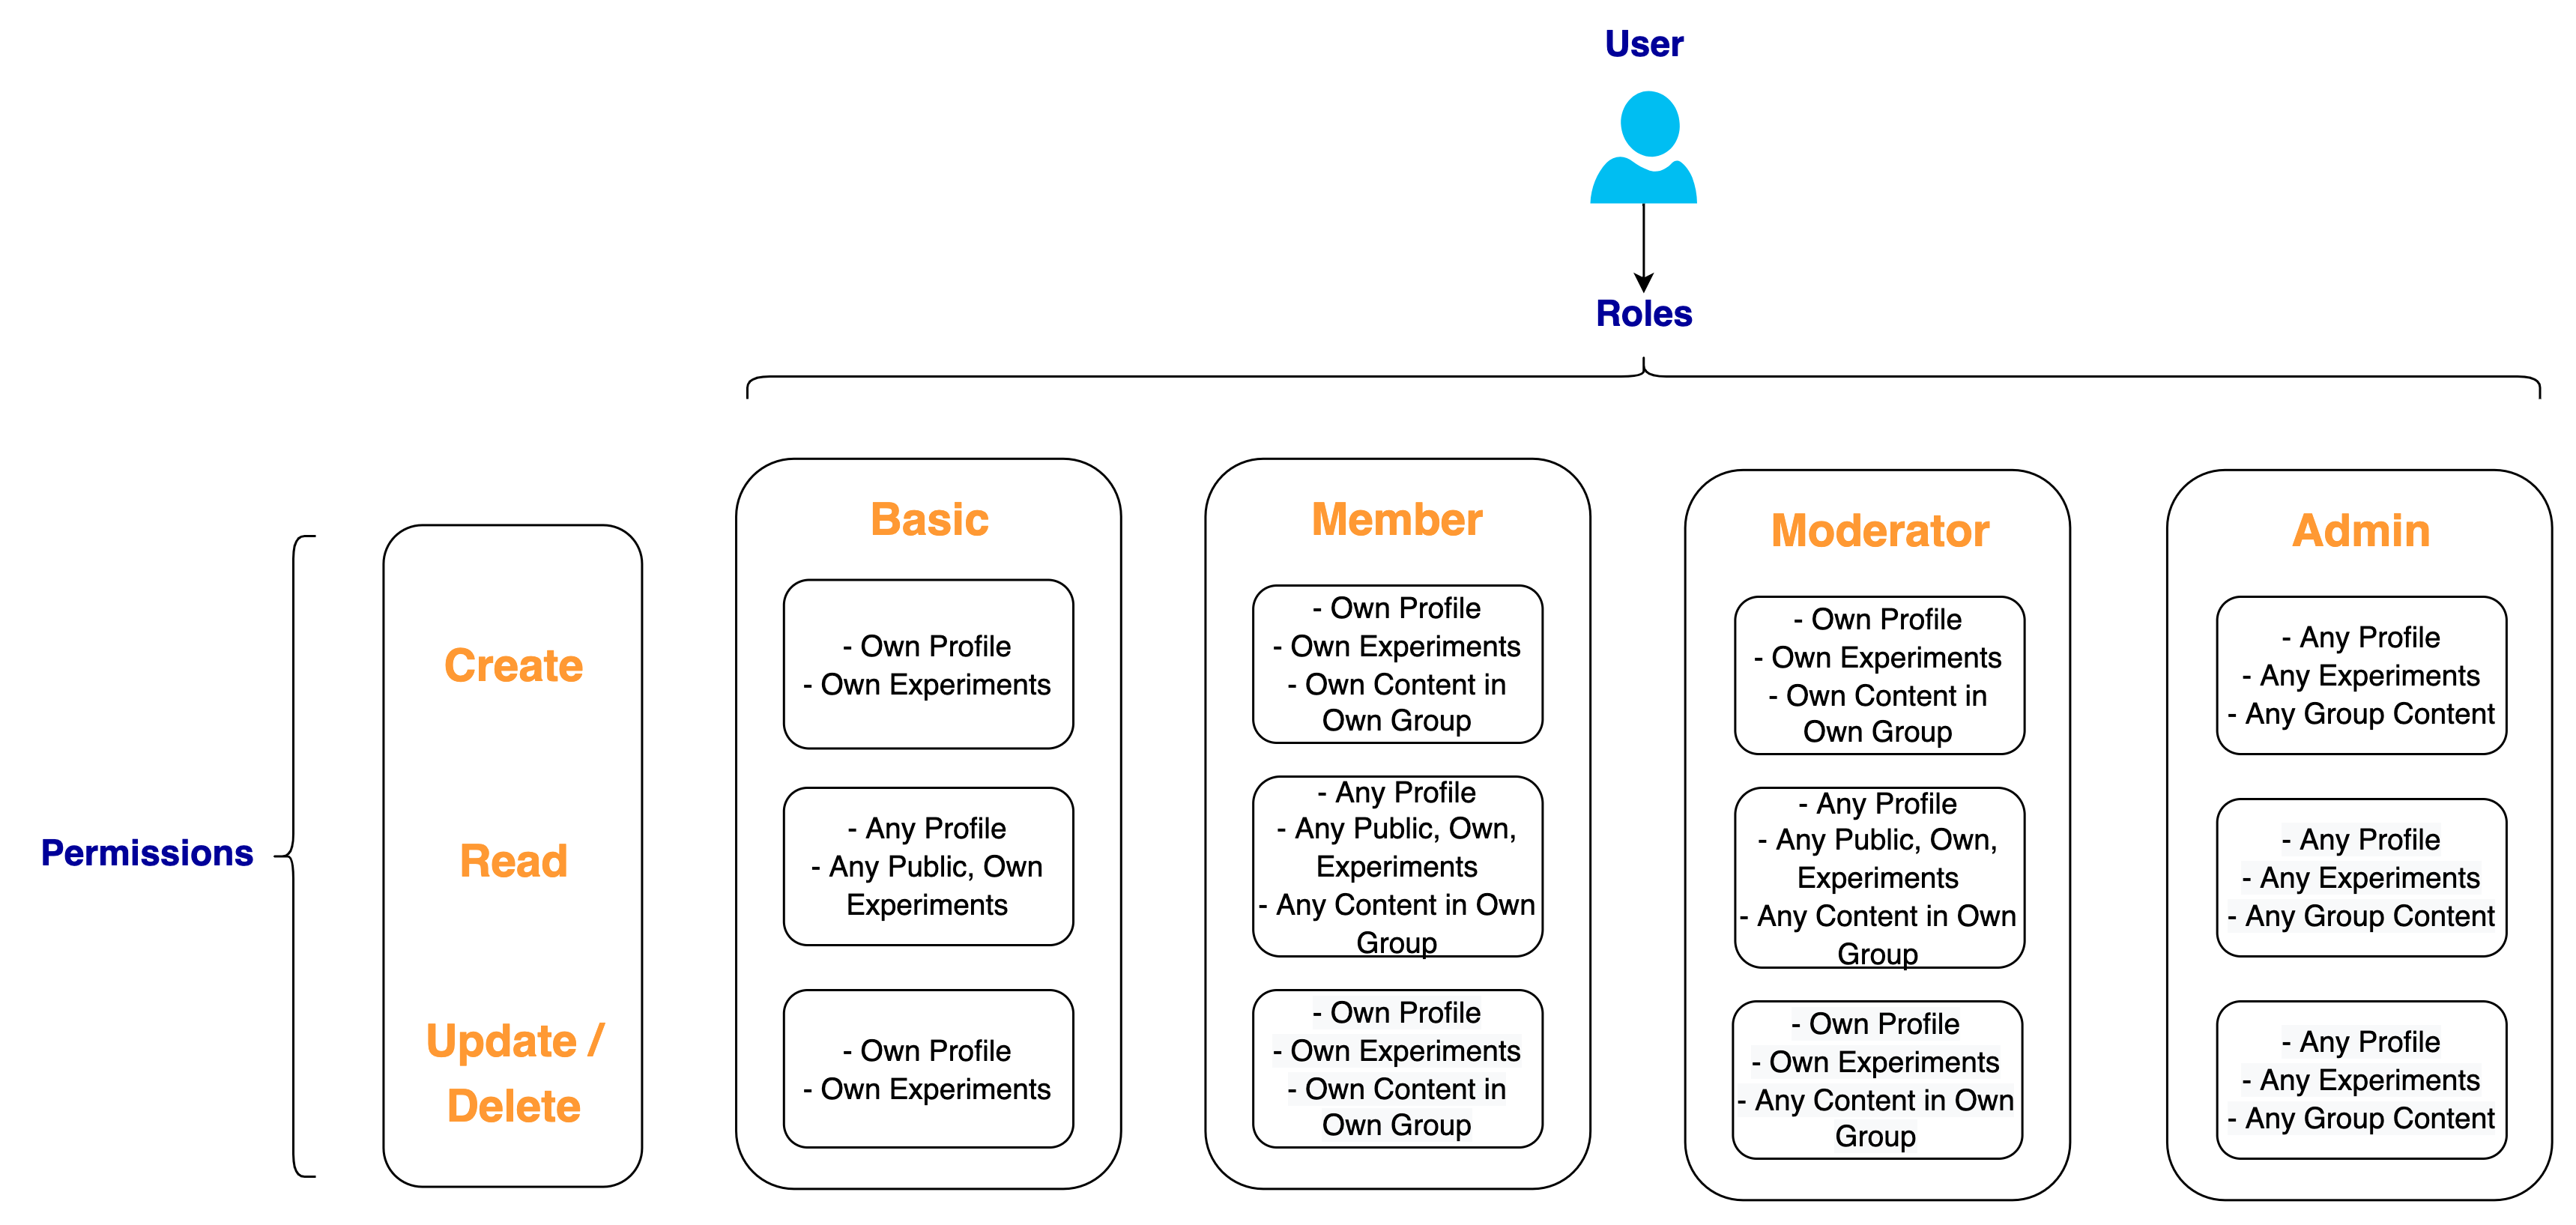 User
Roles
Permissions
Create
Read
Update /
Delete
Basic
- Own Profile
- Own Experiments
- Any Profile
- Any Public, Own
Experiments
- Own Profile
- Own Experiments
Member
- Own Profile
- Own Experiments
- Own Content in
Own Group
- Any Profile
- Any Public, Own,
Experiments
- Any Content in Own
Group
- Own Profile
- Own Experiments
- Own Content in
Own Group
Moderator
- Own Profile
- Own Experiments
- Own Content in
Own Group
- Any Profile
- Any Public, Own,
Experiments
- Any Content in Own
Group
- Own Profile
- Own Experiments
- Any Content in Own
Group
Admin
- Any Profile
- Any Experiments
- Any Group Content
- Any Profile
- Any Experiments
- Any Group Content
- Any Profile
- Any Experiments
- Any Group Content